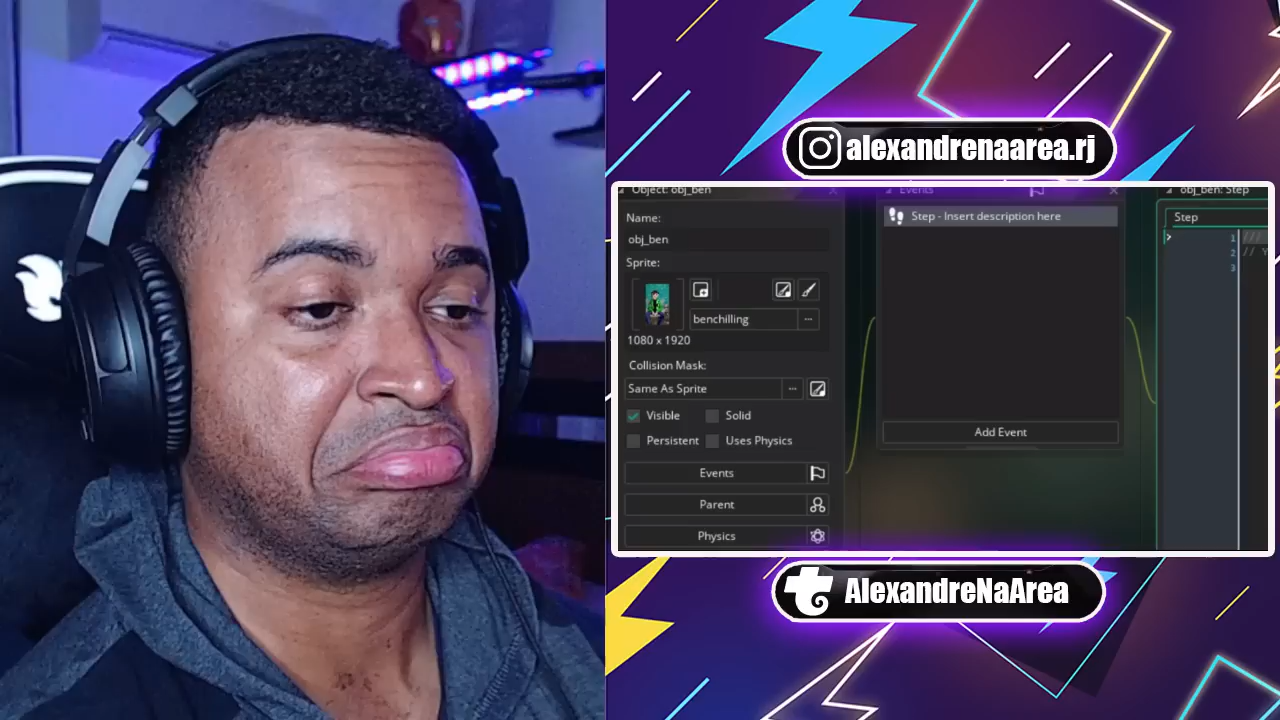 alexandrenaarea.rj
Object: obj_ben
Events
obj_ben: Step
Name:
Step - Insert description here
Step
obj_ben
1 ///
2 // Y
3
Sprite:
benchilling
1080 x 1920
Collision Mask:
Same As Sprite
Visible
Solid
Add Event
Persistent
Uses Physics
Events
Parent
Physics
AlexandreNaArea